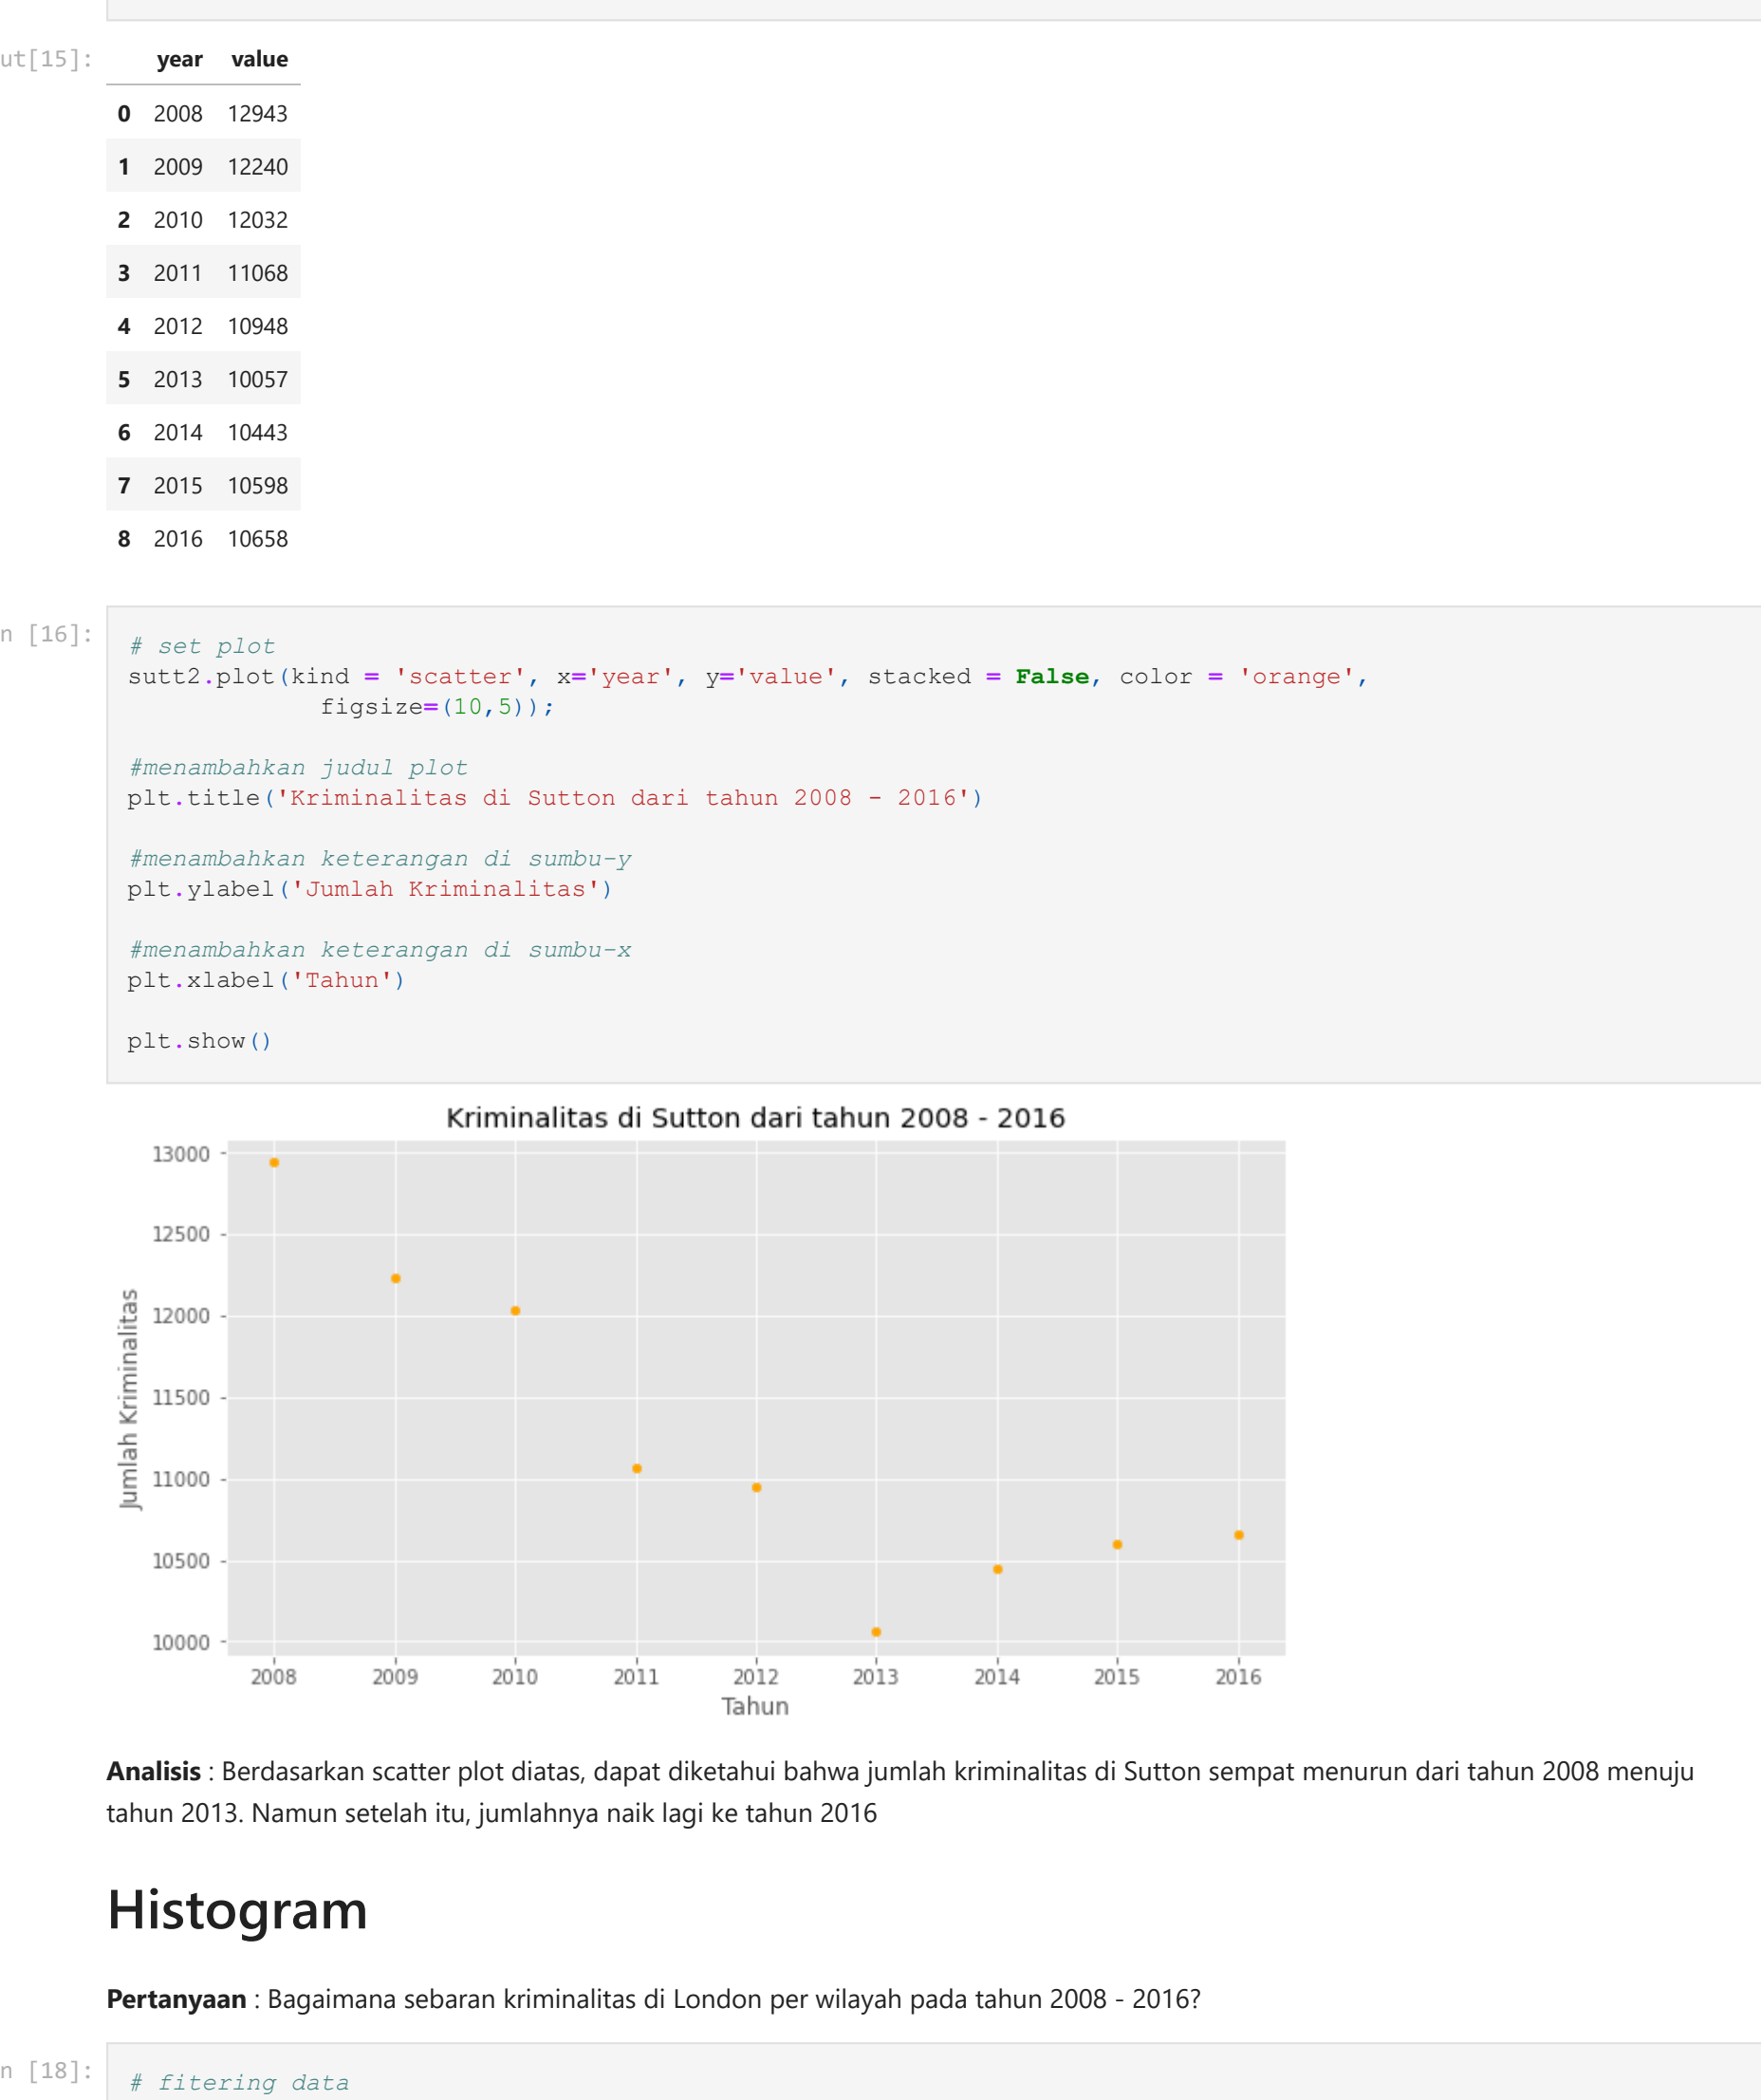 ut[15]:
year value
0 2008 12943
1 2009 12240
2 2010 12032
3 2011 11068
4 2012 10948
5 2013 10057
6 2014 10443
7 2015 10598
8 2016 10658
n [16]:
# set plot
sutt2.plot(kind = 'scatter', x='year', y='value', stacked = False, color = 'orange',
figsize=(10,5));
#menambahkan judul plot
plt.title('Kriminalitas di Sutton dari tahun 2008 - 2016')
#menambahkan keterangan di sumbu-y
plt.ylabel('Jumlah Kriminalitas')
#menambahkan keterangan di sumbu-x
plt.xlabel('Tahun')
plt.show()
Kriminalitas di Sutton dari tahun 2008 - 2016
Jumlah Kriminalitas
13000
12500
12000
11500
11000
10500
10000
2008 2009 2010 2011 2012 2013 2014 2015 2016
Tahun
Analisis : Berdasarkan scatter plot diatas, dapat diketahui bahwa jumlah kriminalitas di Sutton sempat menurun dari tahun 2008 menuju
tahun 2013. Namun setelah itu, jumlahnya naik lagi ke tahun 2016
Histogram
Pertanyaan : Bagaimana sebaran kriminalitas di London per wilayah pada tahun 2008 - 2016?
n [18]:
# fitering data